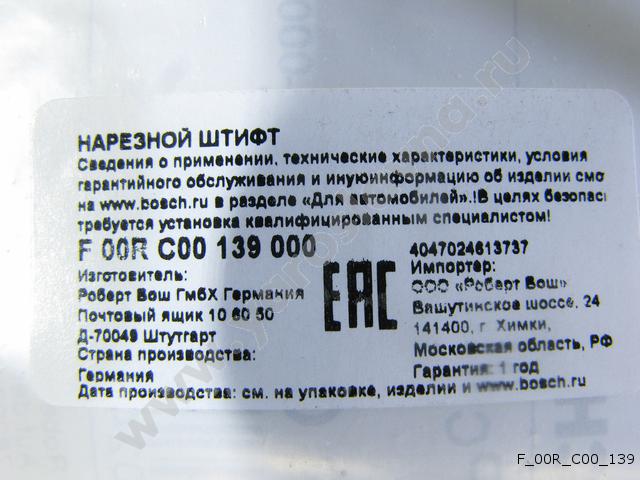 НАРЕЗНОЙ ШТИФТ
Сведения о применении, технические характеристики, условия
гарантийного обслуживания и инуюинформацию об изделии смо
на www.bosch.ru в разделе «Для автомобилей».!В целях безопас
требуется установка квалифицированным специалистом!
F 00R C00 139 000
Изготовитель:
Роберт Бош ГмбХ Германия
Почтовый ящик 10 60 50
Д-70049 Штутгарт
Страна производства:
Германия
EAC
4047024613737
Импортер:
ООО «Роберт Бош»
Вашутинское шоссе, 24
141400, г. Химки,
Московская область, РФ
Гарантия: 1 год
Дата производства: см. на упаковке, изделии и www.bosch.ru
F_00R_C00_139